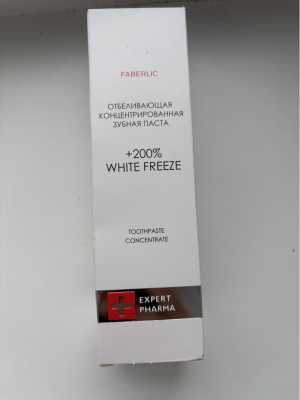 FABERLIC
ОТБЕЛИВАЮЩАЯ
КОНЦЕНТРИРОВАННАЯ
ЗУБНАЯ ПАСТА
+200%
WHITE FREEZE
TOOTHPASTE
CONCENTRATE
EXPERT
PHARMA